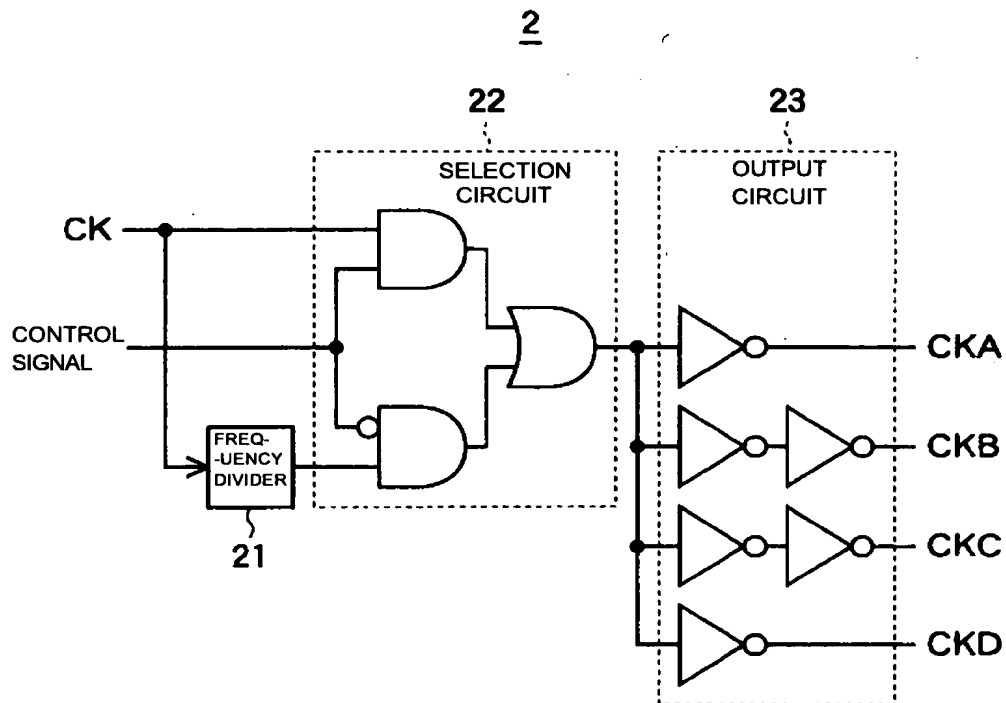 2
22
23
SELECTION
CIRCUIT
OUTPUT
CIRCUIT
CK
CONTROL
SIGNAL
FREQ-
-UENCY
DIVIDER
21
CKA
CKB
CKC
CKD